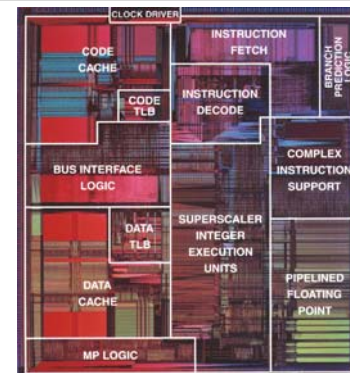 CLOCK DRIVER
CODE
CACHE
CODE
TLB
INSTRUCTION
FETCH
INSTRUCTION
DECODE
BRANCH
PREDICTION
LOGIC
BUS INTERFACE
LOGIC
COMPLEX
INSTRUCTION
SUPPORT
DATA
TLB
SUPERSCALER
INTEGER
EXECUTION
UNITS
DATA
CACHE
PIPELINED
FLOATING
POINT
MP LOGIC